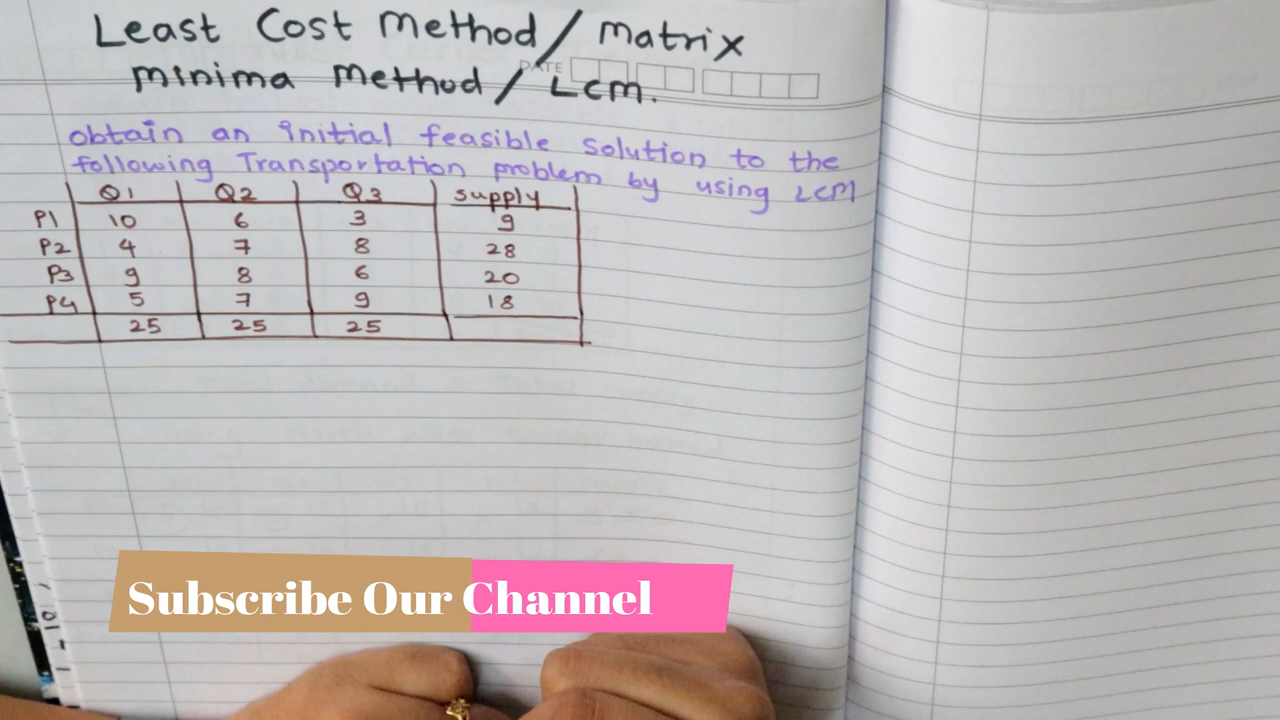 Least Cost Method / Matrix
DATE
minima Method / Lcm.
obtain an initial feasible solution to the
following Transportation problem by using LCM
Q1 Q2 Q3 supply
P1 10 6 3 9
P2 4 7 8 28
P3 9 8 6 20
P4 5 7 9 18
25 25 25
Subscribe Our Channel